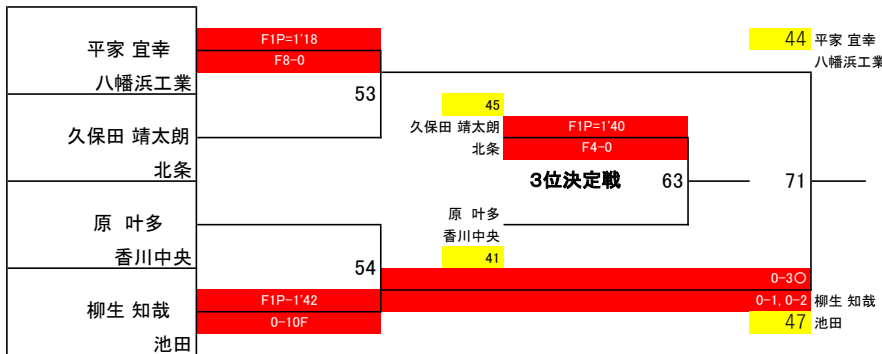 平家 宜幸
八幡浜工業
F1P=1'18
F8-0
53
久保田 靖太朗
北条
原 叶多
香川中央
54
柳生 知哉
池田
F1P-1'42
0-10F
45
久保田 靖太朗
北条
F1P=1'40
F4-0
3位決定戦
63
原 叶多
香川中央
41
44
平家 宜幸
八幡浜工業
71
0-3〇
0-1, 0-2
柳生 知哉
47
池田